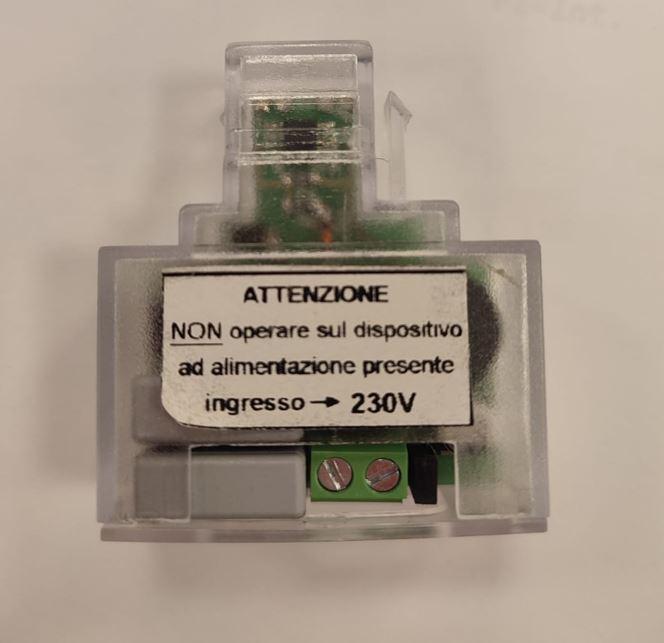 ATTENZIONE
NON operare sul dispositivo
ad alimentazione presente
ingresso → 230V